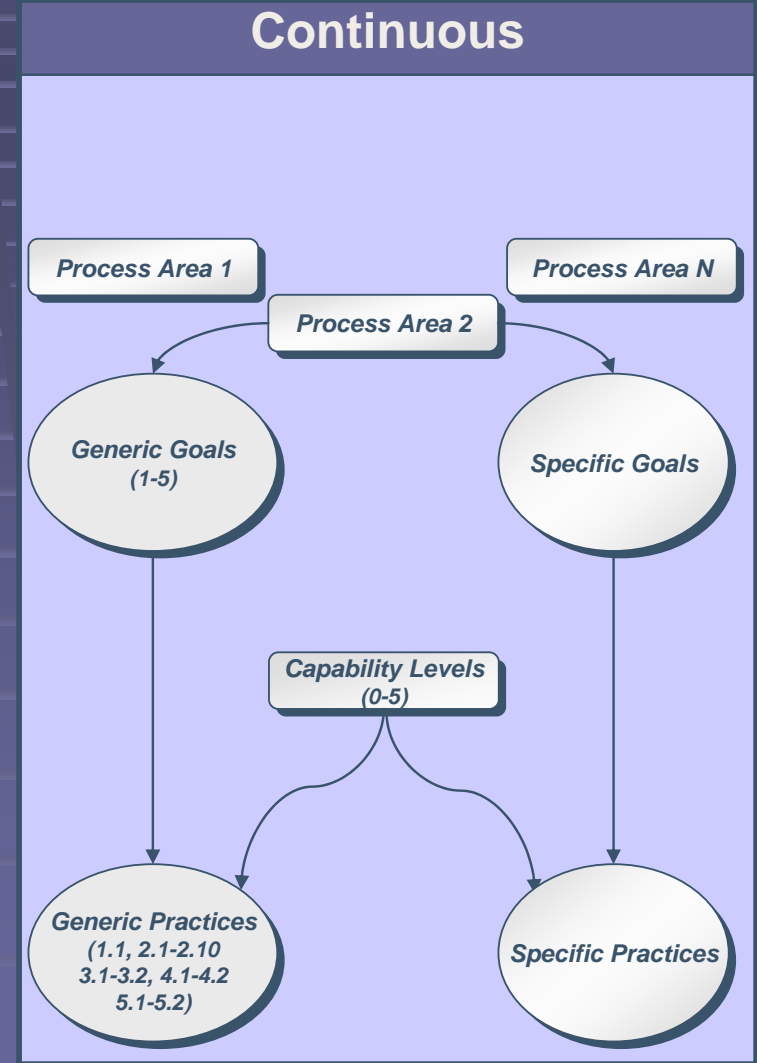 Continuous
Process Area 1
Process Area N
Process Area 2
Generic Goals
(1-5)
Specific Goals
Capability Levels
(0-5)
Generic Practices
(1.1, 2.1-2.10
3.1-3.2, 4.1-4.2
5.1-5.2)
Specific Practices